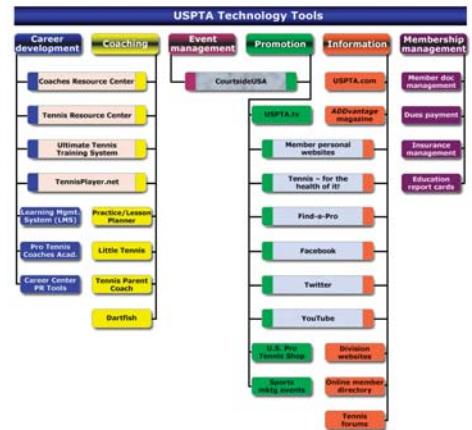 USPTA Technology Tools
Career
development
Coaching
Event
management
Promotion
Information
Membership
management
Coaches Resource Center
Tennis Resource Center
Ultimate Tennis
Training System
TennisPlayer.net
Learning Mgmt.
System (LMS)
Pro Tennis
Coaches Acad.
Career Center
PR Tools
Practice/Lesson
Planner
Little Tennis
Tennis Parent
Coach
Dartfish
CourtsideUSA
USPTA.tv
USPTA.com
ADDvantage
magazine
Member personal
websites
Tennis – for the
health of it!
Find-a-Pro
Facebook
Twitter
YouTube
U.S. Pro
Tennis Shop
Sports
mktg events
Division
websites
Online member
directory
Tennis
forums
Member doc
management
Dues payment
Insurance
management
Education
report cards